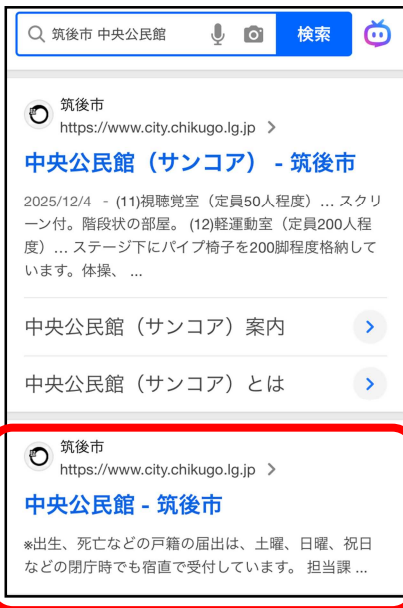 筑後市 中央公民館
検索
筑後市
https://www.city.chikugo.lg.jp
中央公民館（サンコア） - 筑後市
2025/12/4 - (11)視聴覚室（定員50人程度）… スクリ
ーン付。階段状の部屋。 (12)軽運動室（定員200人程
度）… ステージ下にパイプ椅子を200脚程度格納して
います。体操、 ...
中央公民館（サンコア）案内
中央公民館（サンコア）とは
筑後市
https://www.city.chikugo.lg.jp
中央公民館 - 筑後市
※出生、死亡などの戸籍の届出は、土曜、日曜、祝日
などの閉庁時でも宿直で受付しています。 担当課 ...